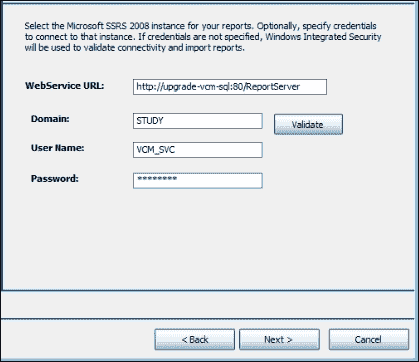 Select the Microsoft SSRS 2008 instance for your reports. Optionally, specify credentials
to connect to that instance. If credentials are not specified, Windows Integrated Security
will be used to validate connectivity and import reports.
WebService URL: http://upgrade-vcm-sql:80/ReportServer
Domain: STUDY Validate
User Name: VCM_SVC
Password: ********
< Back Next > Cancel